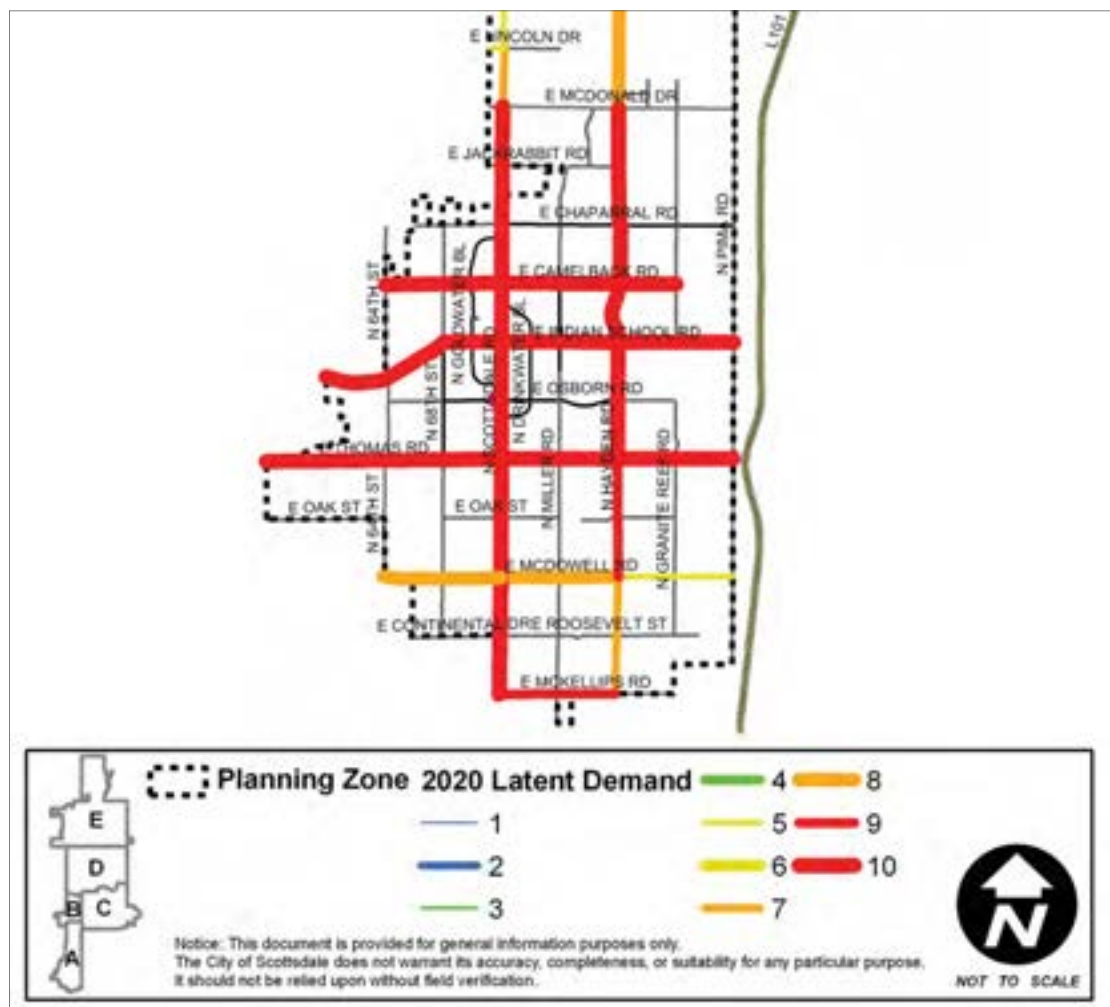 E LINCOLN DR
L101
E MCDONALD DR
E JACKRABBIT RD
E CHAPARRAL RD
N PIMA RD
N 64TH ST
N GOLDWATER BL
E CAMELBACK RD
E INDIAN SCHOOL RD
N 68TH ST
N SCOTTSDALE RD
N DRINKWATER BL
E OSBORN RD
E THOMAS RD
N MILLER RD
N HAYDEN RD
N GRANITE REEF RD
E OAK ST
N 64TH ST
E OAK ST
E MCDOWELL RD
E CONTINENTAL DR
E ROOSEVELT ST
E MCKELLIPS RD
Planning Zone
2020 Latent Demand
1
2
3
4
5
6
7
8
9
10
E
D
B
C
A
N
NOT TO SCALE
Notice: This document is provided for general information purposes only.
The City of Scottsdale does not warrant its accuracy, completeness, or suitability for any particular purpose.
It should not be relied upon without field verification.